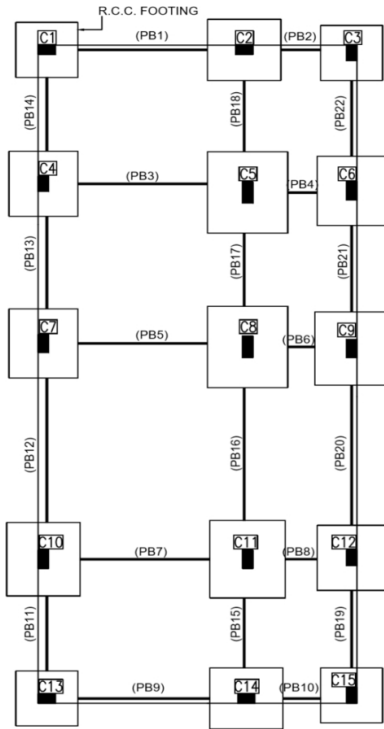 R.C.C. FOOTING
C1
(PB1)
C2
(PB2)
C3
(PB14)
(PB18)
(PB22)
C4
(PB3)
C5
(PB4)
C6
(PB13)
(PB17)
(PB21)
C7
(PB5)
C8
(PB6)
C9
(PB12)
(PB16)
(PB20)
C10
(PB7)
C11
(PB8)
C12
(PB11)
(PB15)
(PB19)
C13
(PB9)
C14
(PB10)
C15